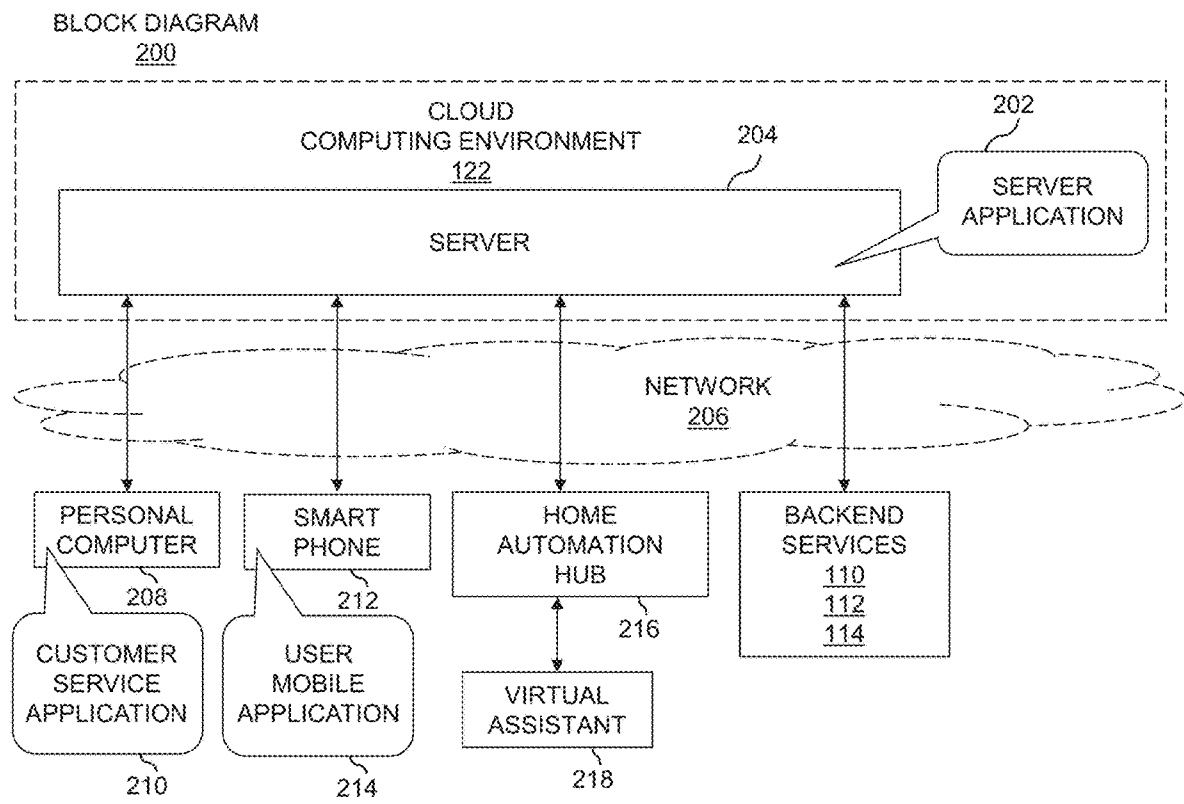 BLOCK DIAGRAM
200
CLOUD
COMPUTING ENVIRONMENT
122
204
202
SERVER
APPLICATION
SERVER
NETWORK
206
PERSONAL
COMPUTER
208
SMART
PHONE
212
HOME
AUTOMATION
HUB
216
BACKEND
SERVICES
110
112
114
CUSTOMER
SERVICE
APPLICATION
210
USER
MOBILE
APPLICATION
214
VIRTUAL
ASSISTANT
218